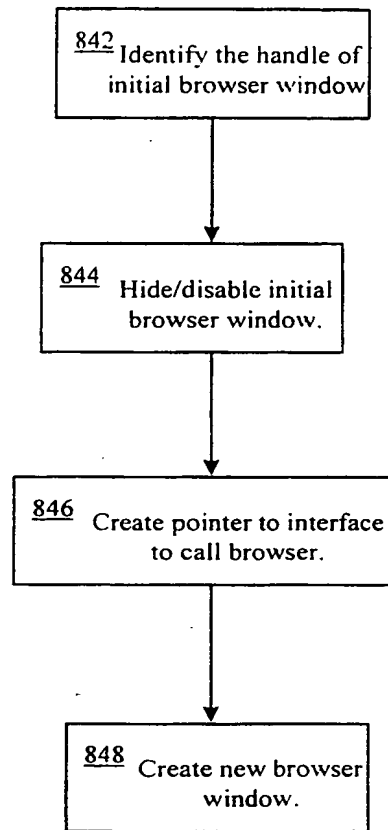 842 Identify the handle of
initial browser window
844
Hide/disable initial
browser window.
846
Create pointer to interface
to call browser.
848 Create new browser
window.